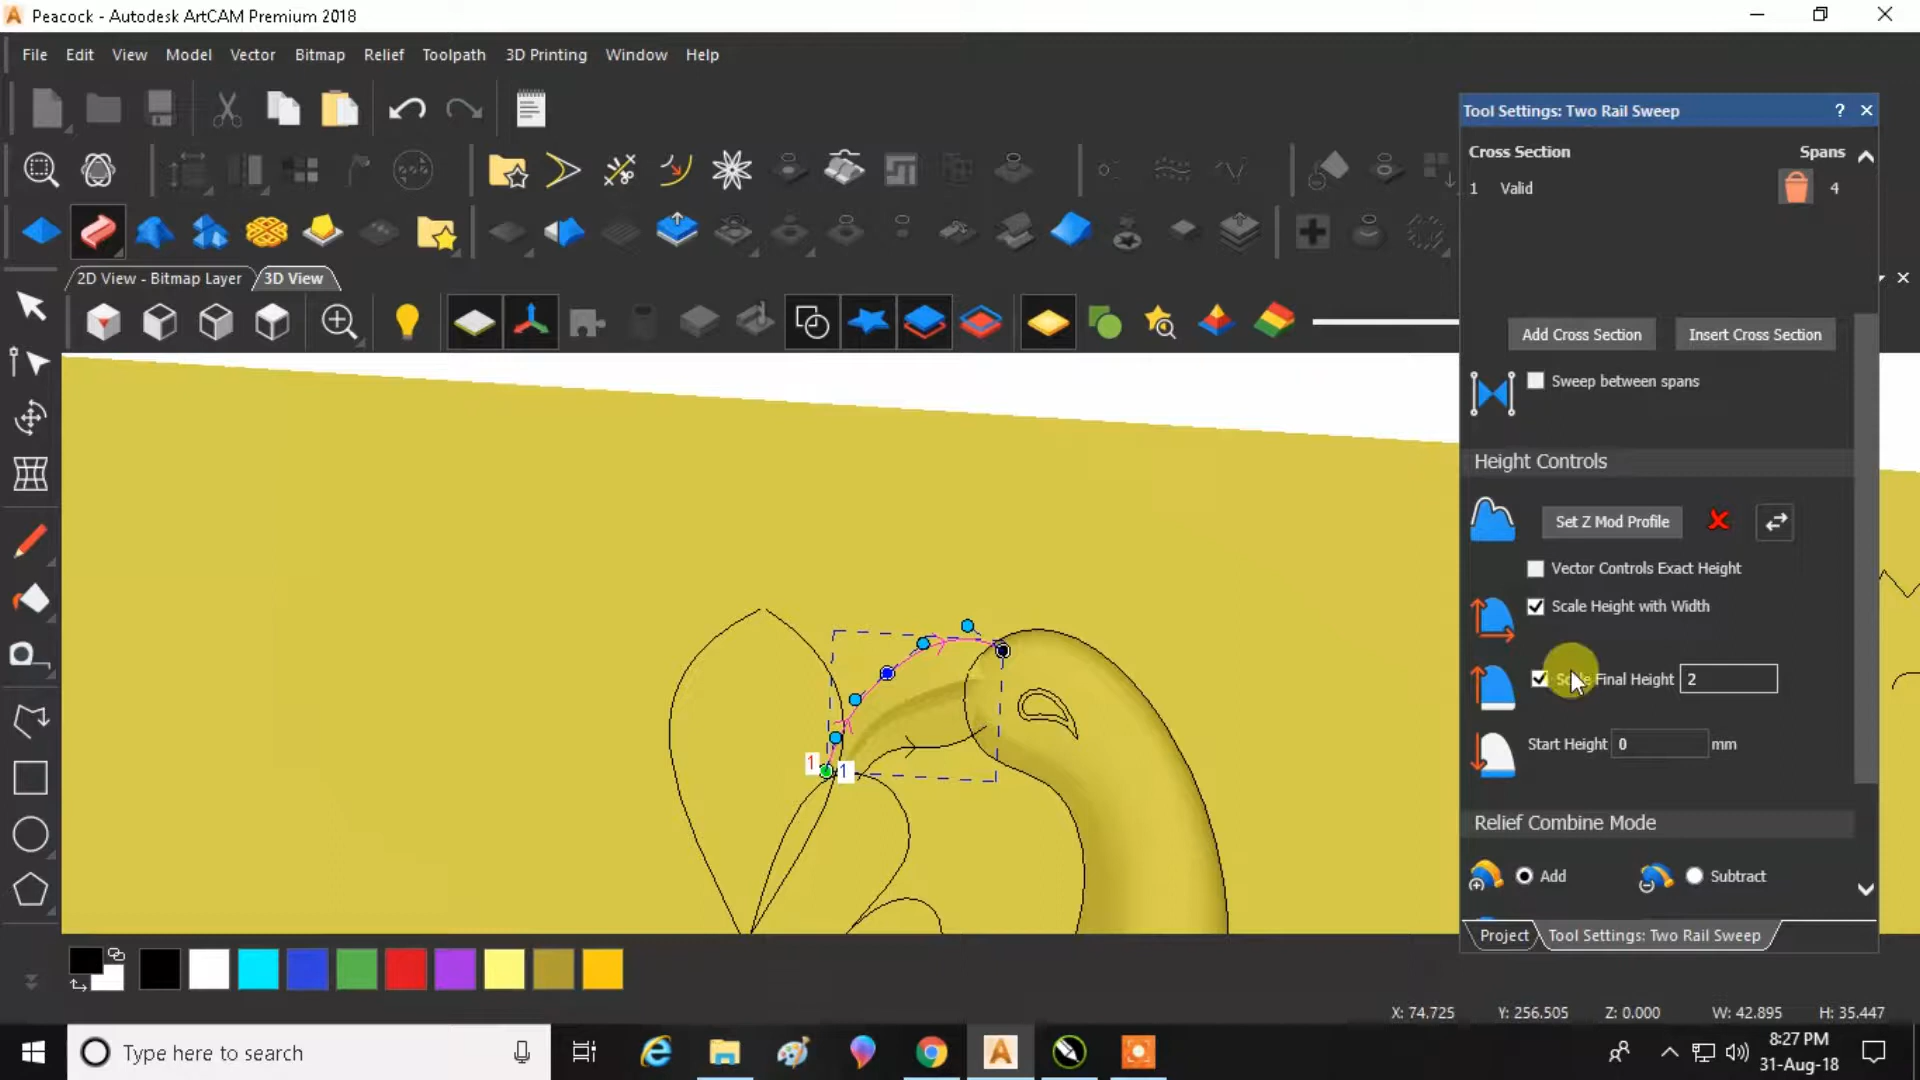 Peacock - Autodesk ArtCAM Premium 2018
File Edit View Model Vector Bitmap Relief Toolpath 3D Printing Window Help
Tool Settings: Two Rail Sweep ?
Cross Section Spans
1 Valid 4
2D View - Bitmap Layer 3D View
Add Cross Section Insert Cross Section
Sweep between spans
Height Controls
Set Z Mod Profile
Vector Controls Exact Height
Scale Height with Width
Final Height 2
Start Height 0 mm
1 1
Relief Combine Mode
Add Subtract
Project Tool Settings: Two Rail Sweep
X: 74.725 Y: 256.505 Z: 0.000 W: 42.895 H: 35.447
Type here to search
8:27 PM
31-Aug-18